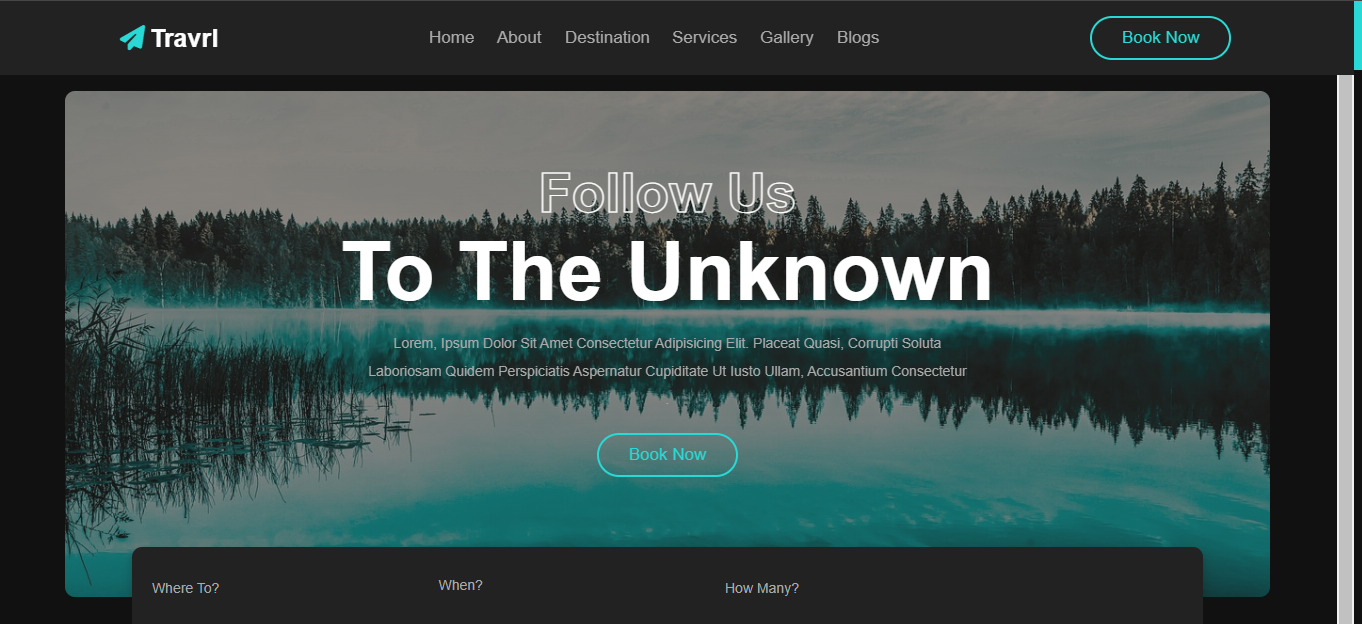 Travrl
Home About Destination Services Gallery Blogs
Book Now
Follow Us
To The Unknown
Lorem, Ipsum Dolor Sit Amet Consectetur Adipisicing Elit. Placeat Quasi, Corrupti Soluta
Laboriosam Quidem Perspiciatis Aspernatur Cupiditate Ut Iusto Ullam, Accusantium Consectetur
Book Now
Where To?
When?
How Many?